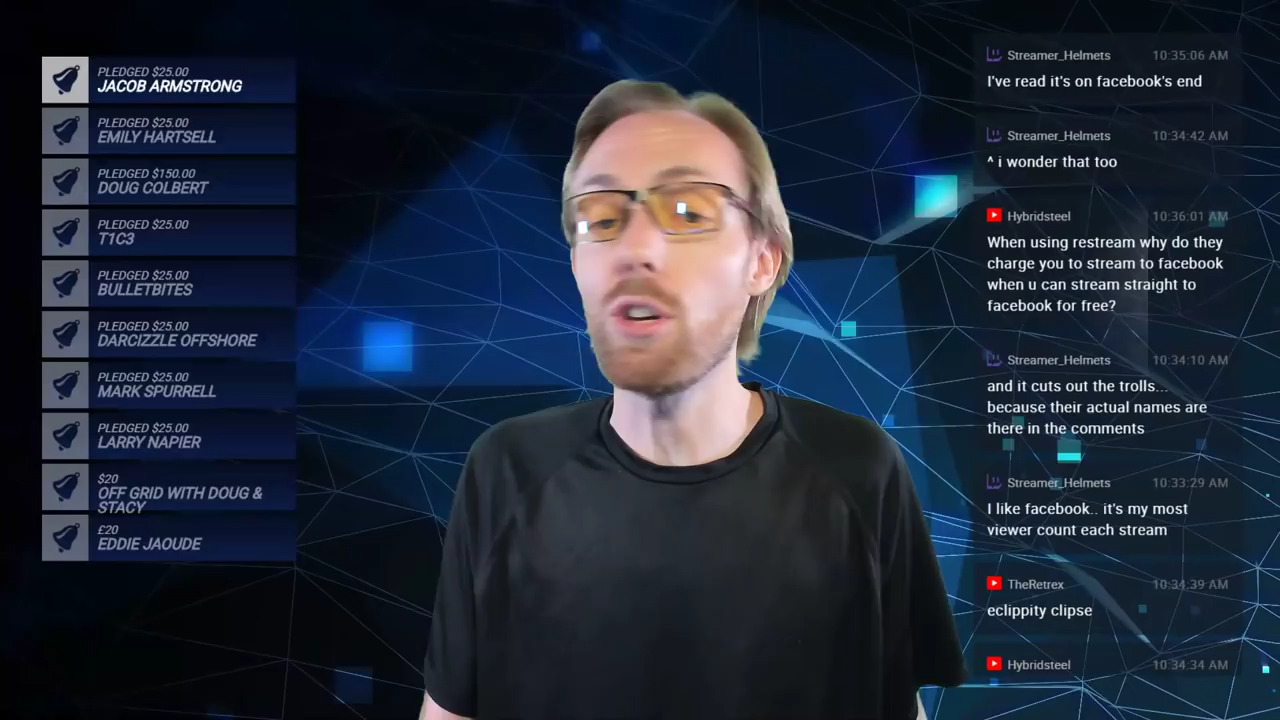 PLEDGED $25.00
JACOB ARMSTRONG
PLEDGED $25.00
EMILY HARTSELL
PLEDGED $150.00
DOUG COLBERT
PLEDGED $25.00
T1C3
PLEDGED $25.00
BULLETBITES
PLEDGED $25.00
DARCIZZLE OFFSHORE
PLEDGED $25.00
MARK SPURRELL
PLEDGED $25.00
LARRY NAPIER
$20
OFF GRID WITH DOUG &
STACY
£20
EDDIE JAOUDE
Streamer_Helmets 10:35:06 AM
I've read it's on facebook's end
Streamer_Helmets 10:34:42 AM
^ i wonder that too
Hybridsteel 10:36:01 AM
When using restream why do they
charge you to stream to facebook
when u can stream straight to
facebook for free?
Streamer_Helmets 10:34:10 AM
and it cuts out the trolls...
because their actual names are
there in the comments
Streamer_Helmets 10:33:29 AM
I like facebook.. it's my most
viewer count each stream
TheRetrex 10:34:39 AM
eclippity clipse
Hybridsteel 10:34:34 AM